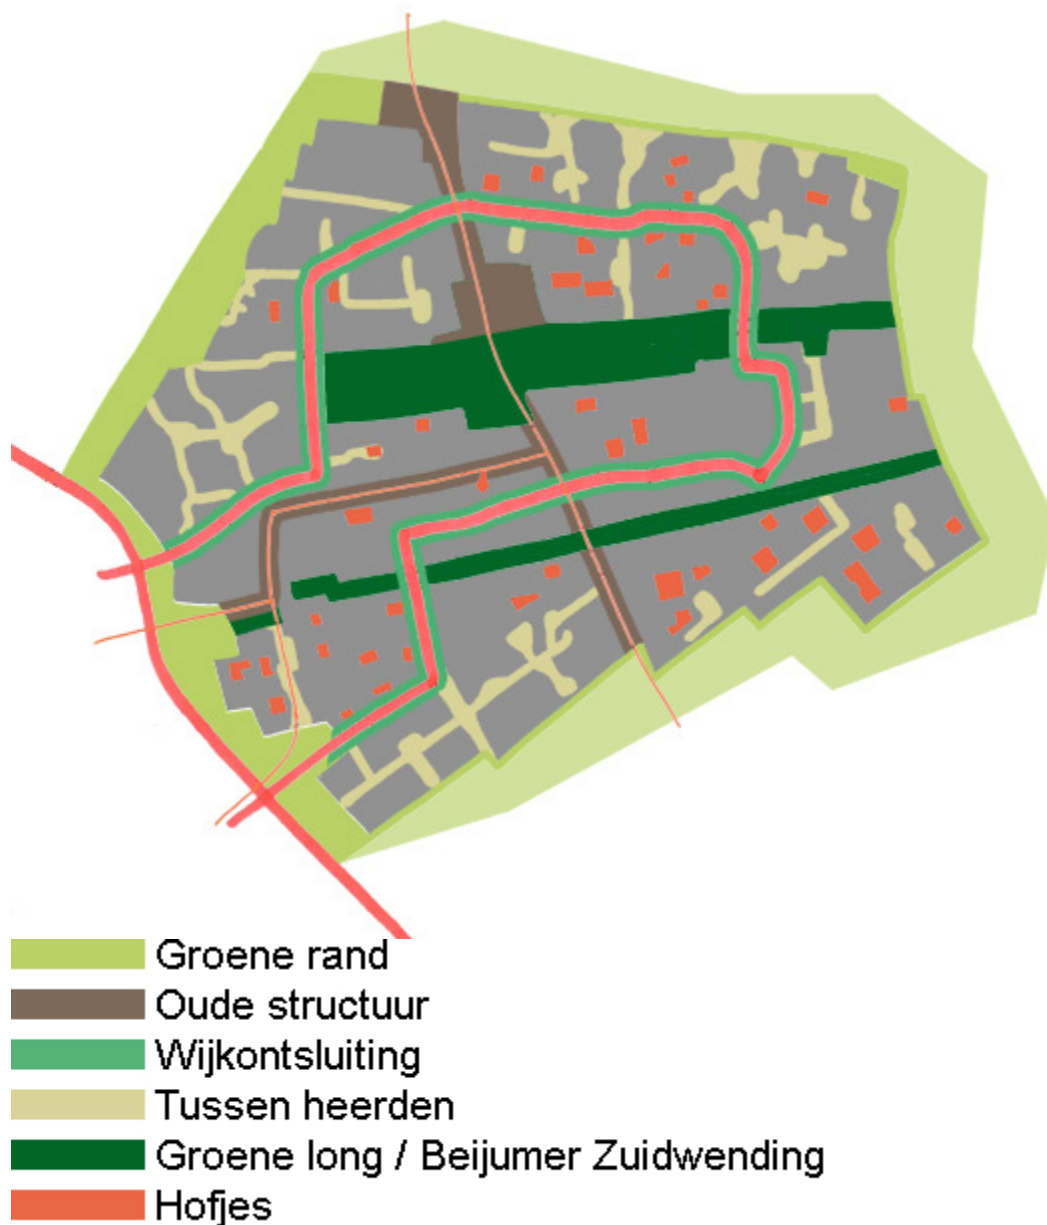 Groene rand
Oude structuur
Wijkontsluiting
Tussen heerden
Groene long / Beijumer Zuidwending
Hofjes